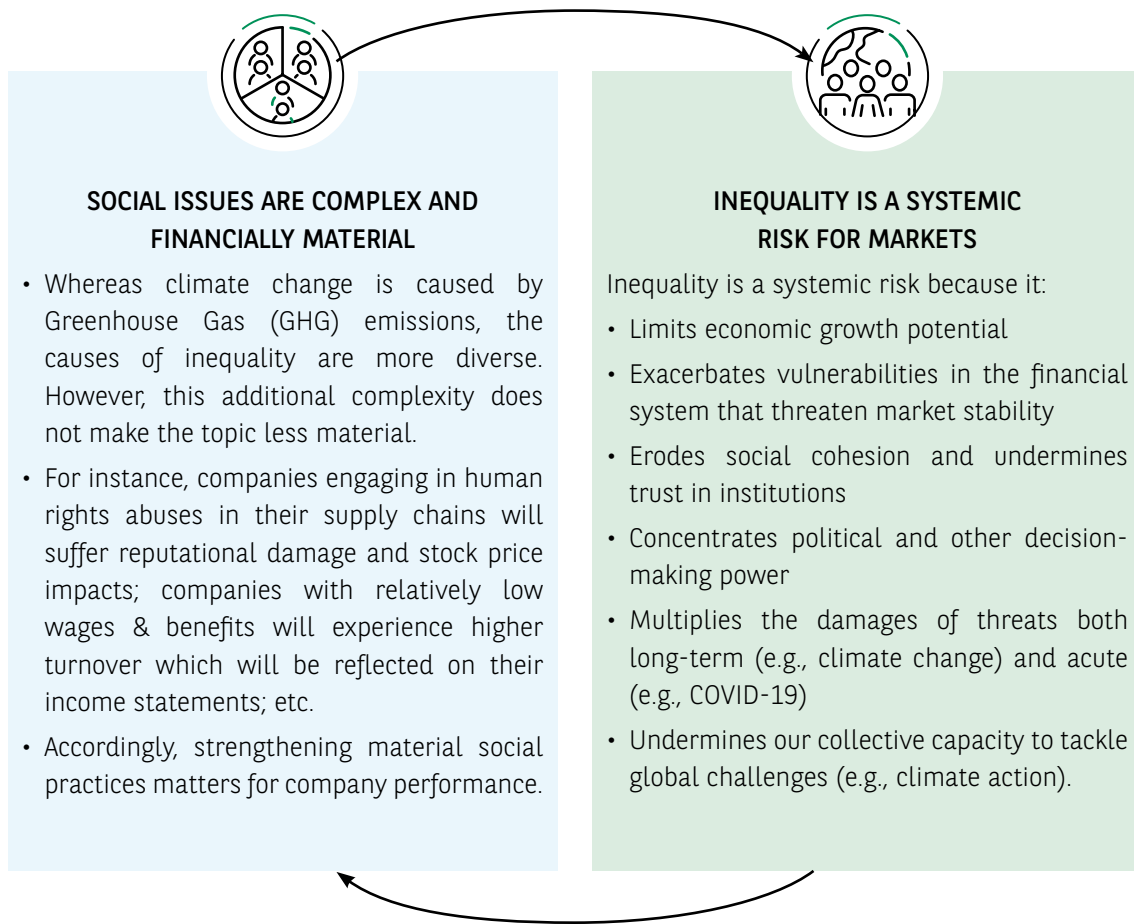 SOCIAL ISSUES ARE COMPLEX AND
FINANCIALLY MATERIAL
• Whereas climate change is caused by
Greenhouse Gas (GHG) emissions, the
causes of inequality are more diverse.
However, this additional complexity does
not make the topic less material.
• For instance, companies engaging in human
rights abuses in their supply chains will
suffer reputational damage and stock price
impacts; companies with relatively low
wages & benefits will experience higher
turnover which will be reflected on their
income statements; etc.
• Accordingly, strengthening material social
practices matters for company performance.
INEQUALITY IS A SYSTEMIC
RISK FOR MARKETS
Inequality is a systemic risk because it:
• Limits economic growth potential
• Exacerbates vulnerabilities in the financial
system that threaten market stability
• Erodes social cohesion and undermines
trust in institutions
• Concentrates political and other decision-
making power
• Multiplies the damages of threats both
long-term (e.g., climate change) and acute
(e.g., COVID-19)
• Undermines our collective capacity to tackle
global challenges (e.g., climate action).